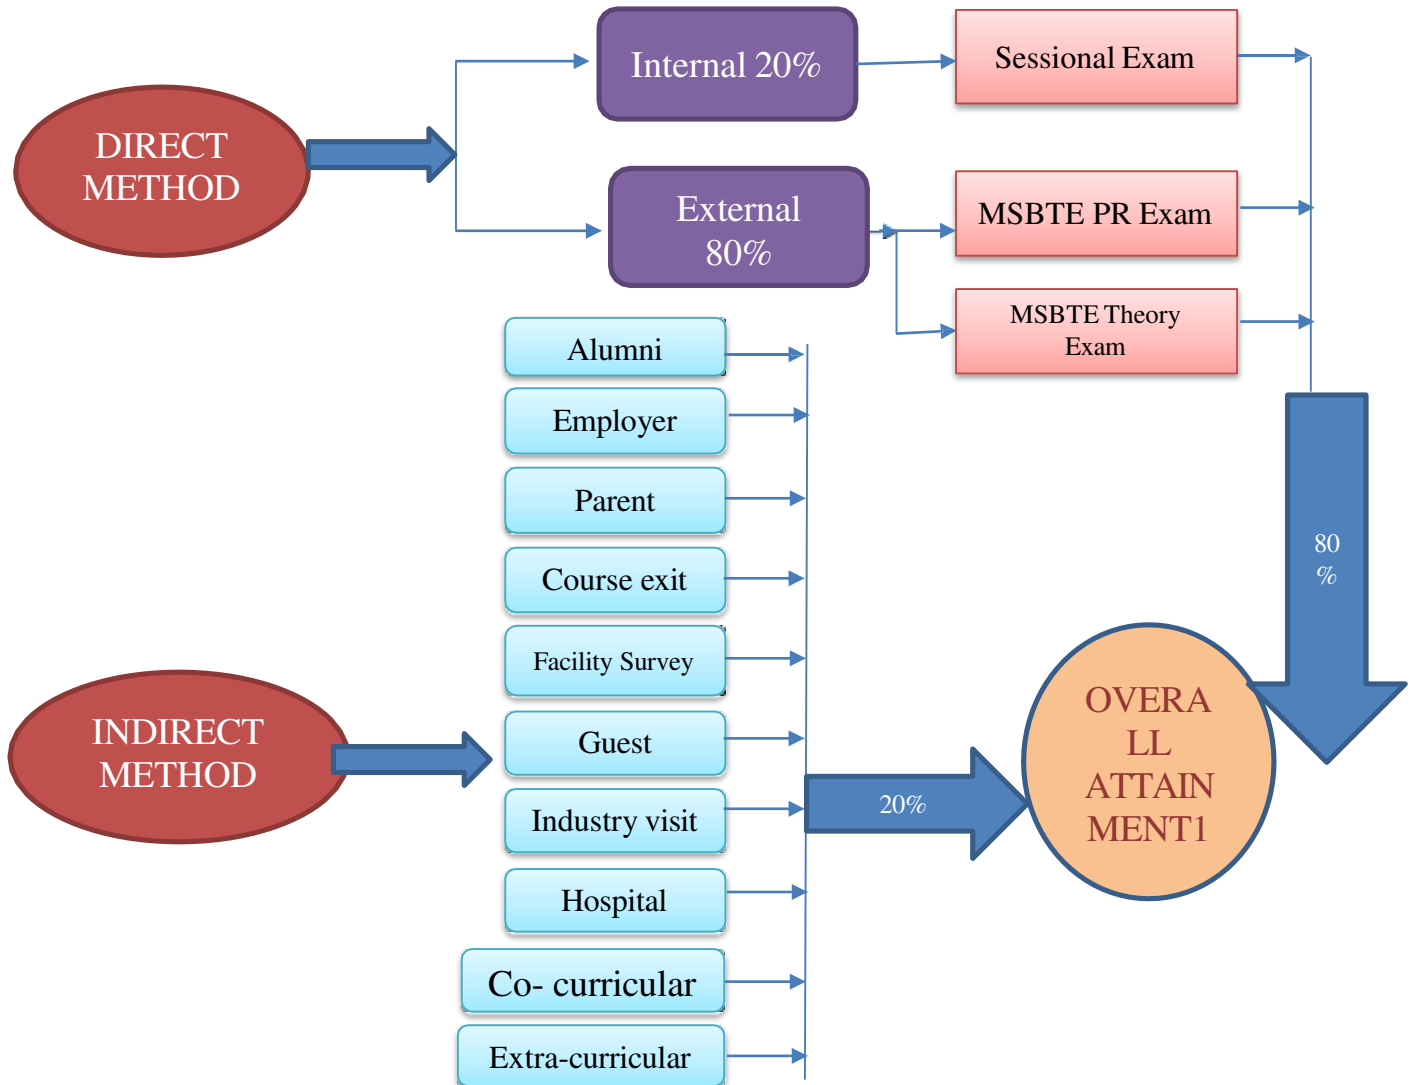 DIRECT
METHOD
Internal 20%
Sessional Exam
External
80%
MSBTE PR Exam
MSBTE Theory
Exam
Alumni
Employer
Parent
Course exit
Facility Survey
Guest
Industry visit
Hospital
Co- curricular
Extra-curricular
INDIRECT
METHOD
20%
80
%
OVERA
LL
ATTAIN
MENT1